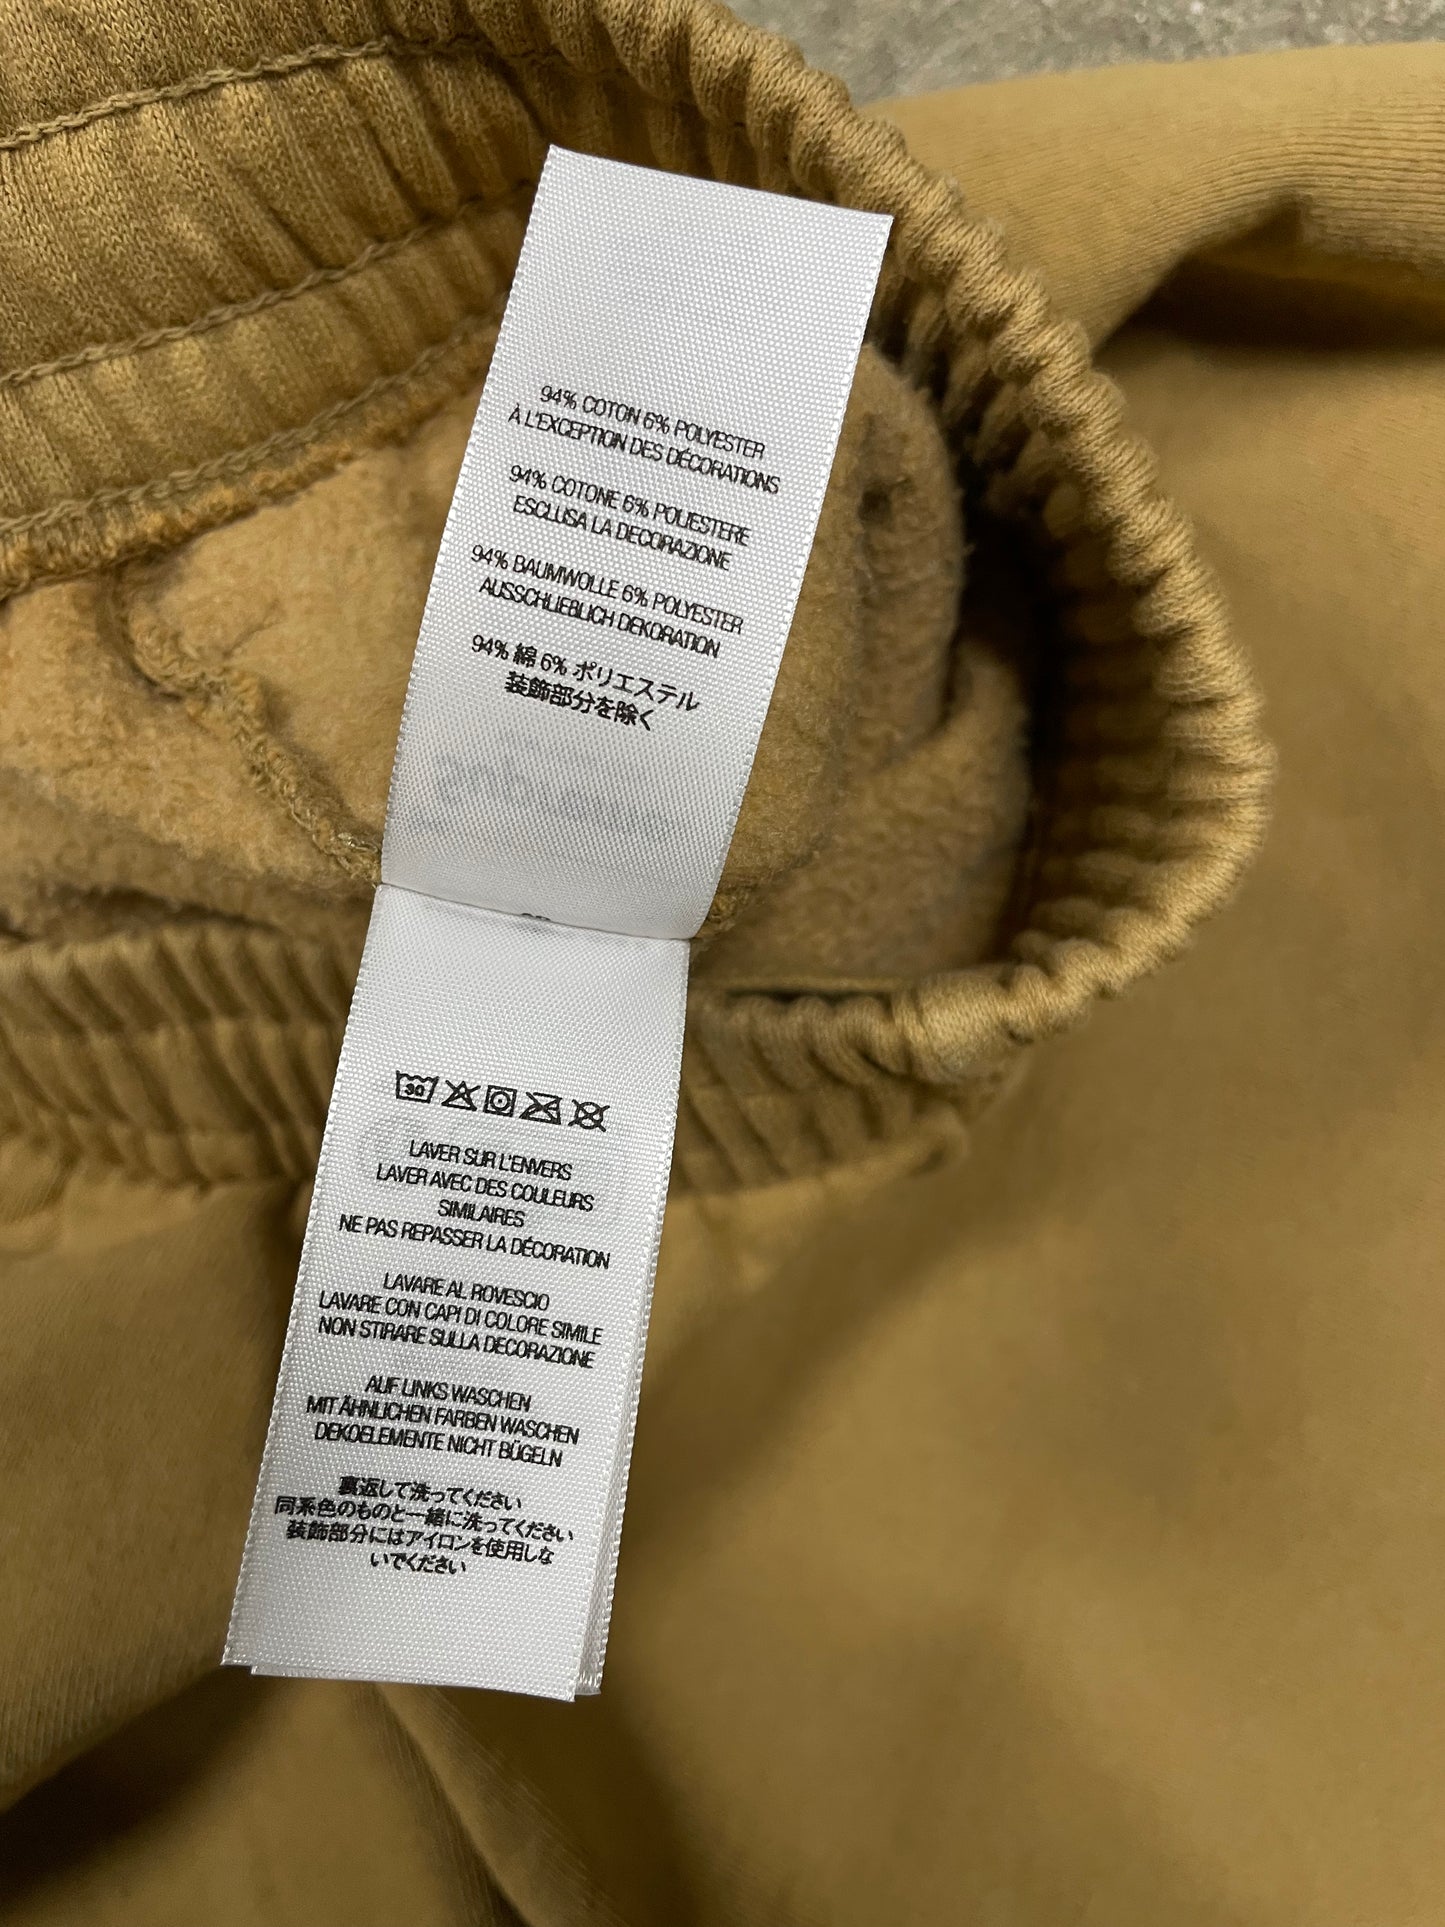 94% COTON 6% POLYESTER
À L'EXCEPTION DES DÉCORATIONS
94% COTONE 6% POLIESTERE
ESCLUSA LA DECORAZIONE
94% BAUMWOLLE 6% POLYESTER
AUSSCHLIEBLICH DEKORATION
94% 綿 6% ポリエステル
装飾部分を除く
30
LAVER SUR L'ENVERS
LAVER AVEC DES COULEURS
SIMILAIRES
NE PAS REPASSER LA DÉCORATION
LAVARE AL ROVESCIO
LAVARE CON CAPI DI COLORE SIMILE
NON STIRARE SULLA DECORAZIONE
AUF LINKS WASCHEN
MIT ÄHNLICHEN FARBEN WASCHEN
DEKOELEMENTE NICHT BÜGELN
裏返して洗ってください
同系色のものと一緒に洗ってください
装飾部分にはアイロンを使用しな
いでください